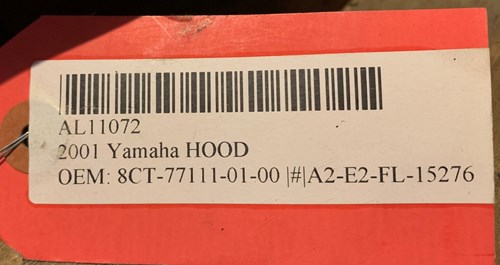 AL11072
2001 Yamaha HOOD
OEM: 8CT-77111-01-00 |#|A2-E2-FL-15276